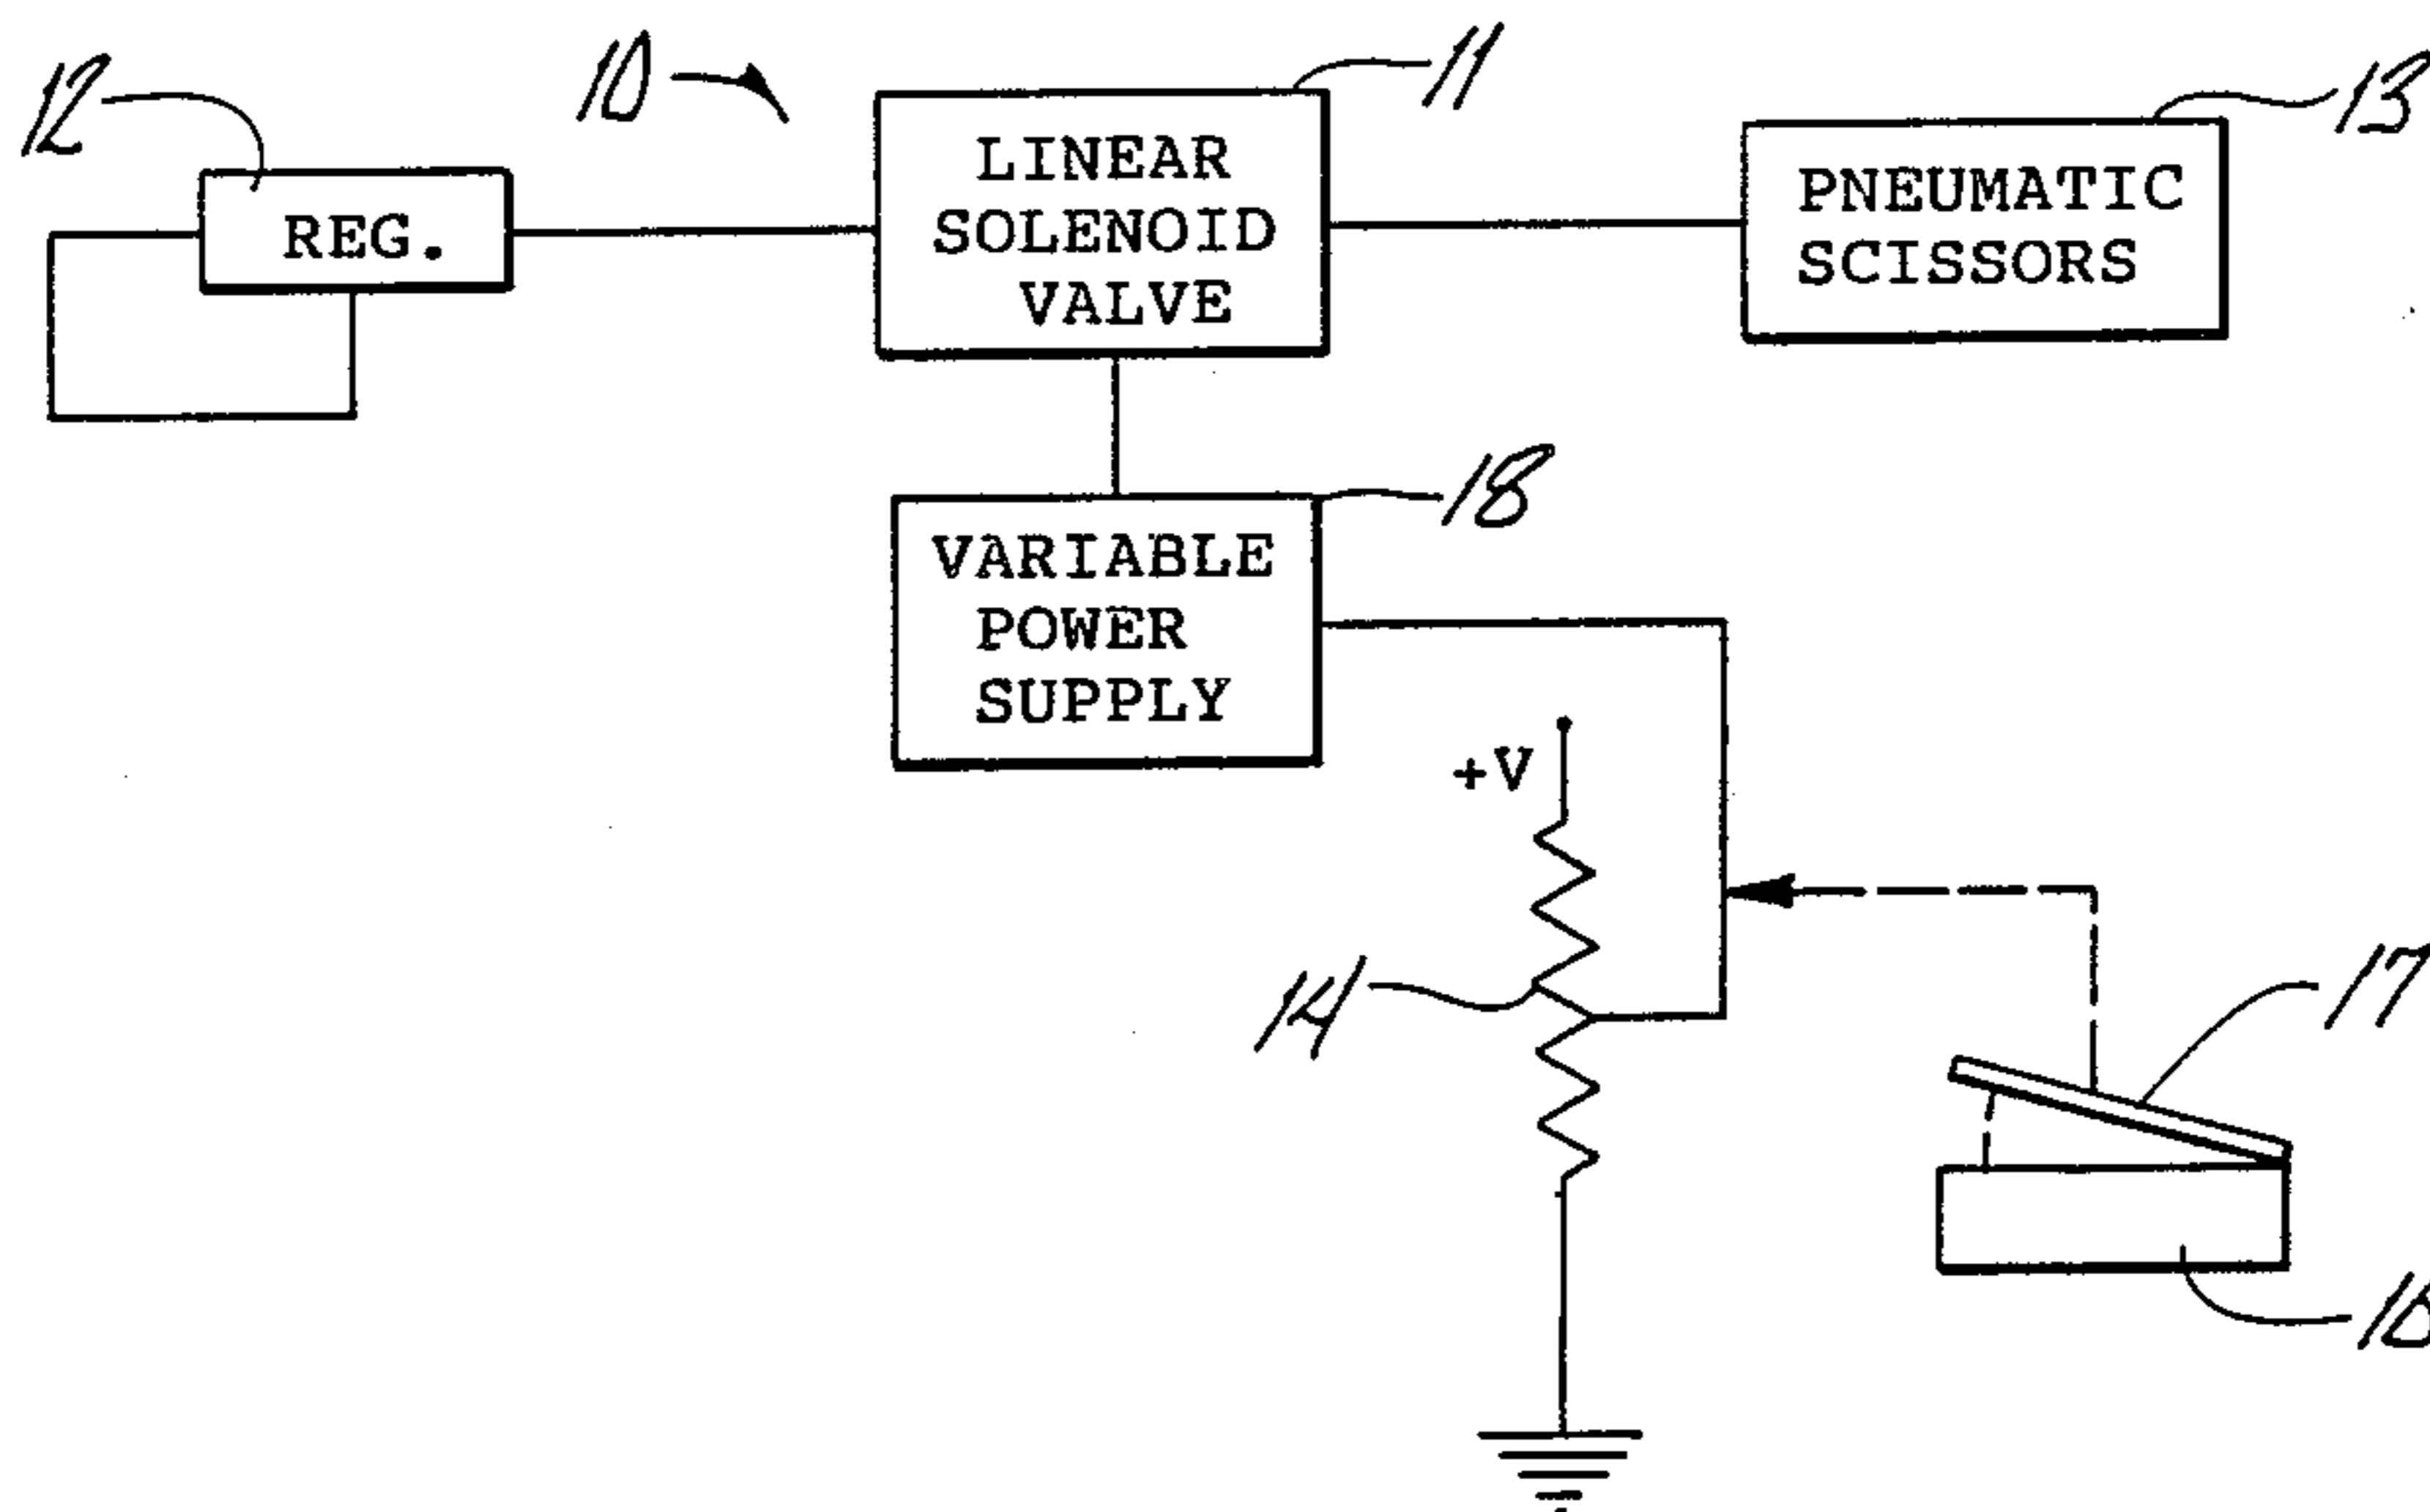 12
10
11
13
REG.
LINEAR
SOLENOID
VALVE
PNEUMATIC
SCISSORS
18
VARIABLE
POWER
SUPPLY
+V
14
17